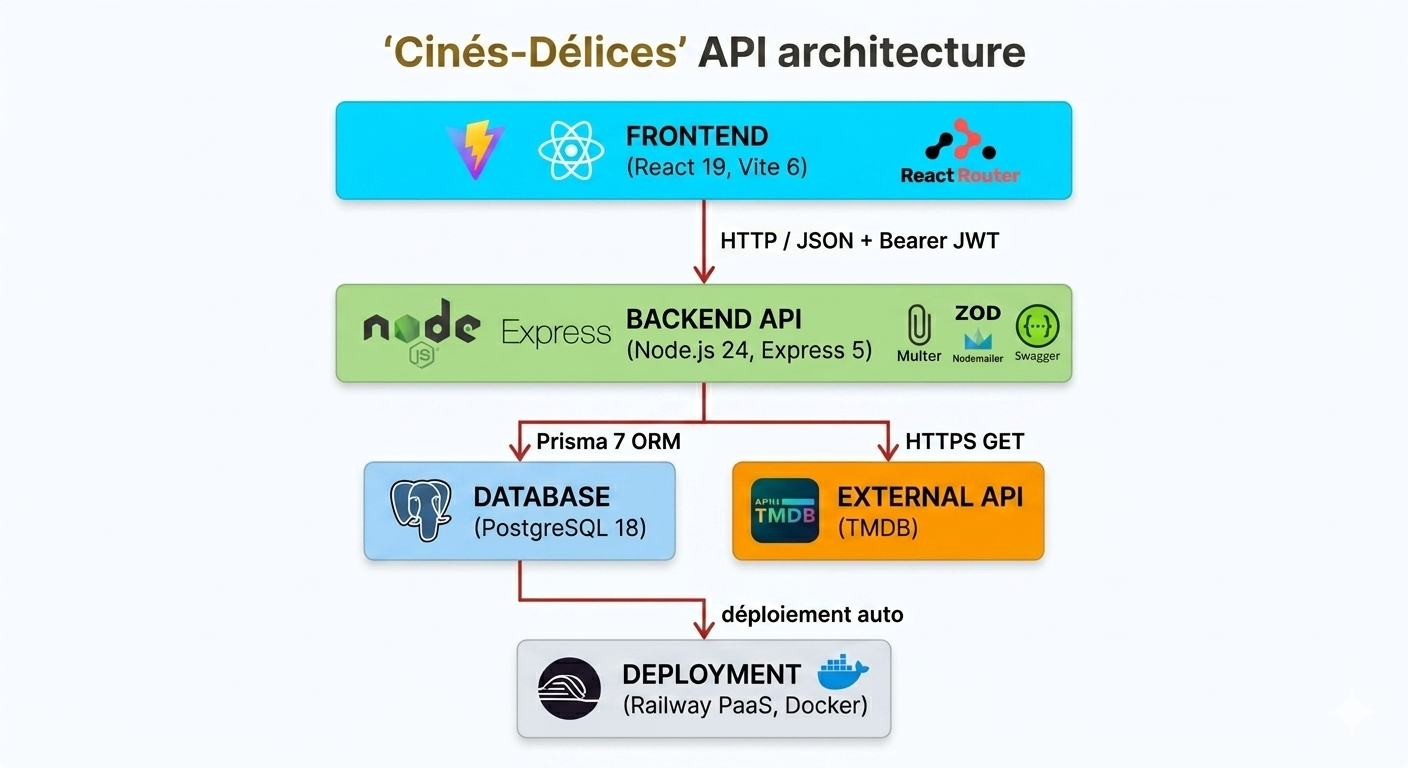 ‘Cinés-Délices’ API architecture
FRONTEND
(React 19, Vite 6)
React Router
HTTP / JSON + Bearer JWT
node
JS
Express
BACKEND API
(Node.js 24, Express 5)
Multer
ZOD
Nodemailer
{···}
Swagger
Prisma 7 ORM
HTTPS GET
DATABASE
(PostgreSQL 18)
TMDB
EXTERNAL API
(TMDB)
déploiement auto
DEPLOYMENT
(Railway PaaS, Docker)